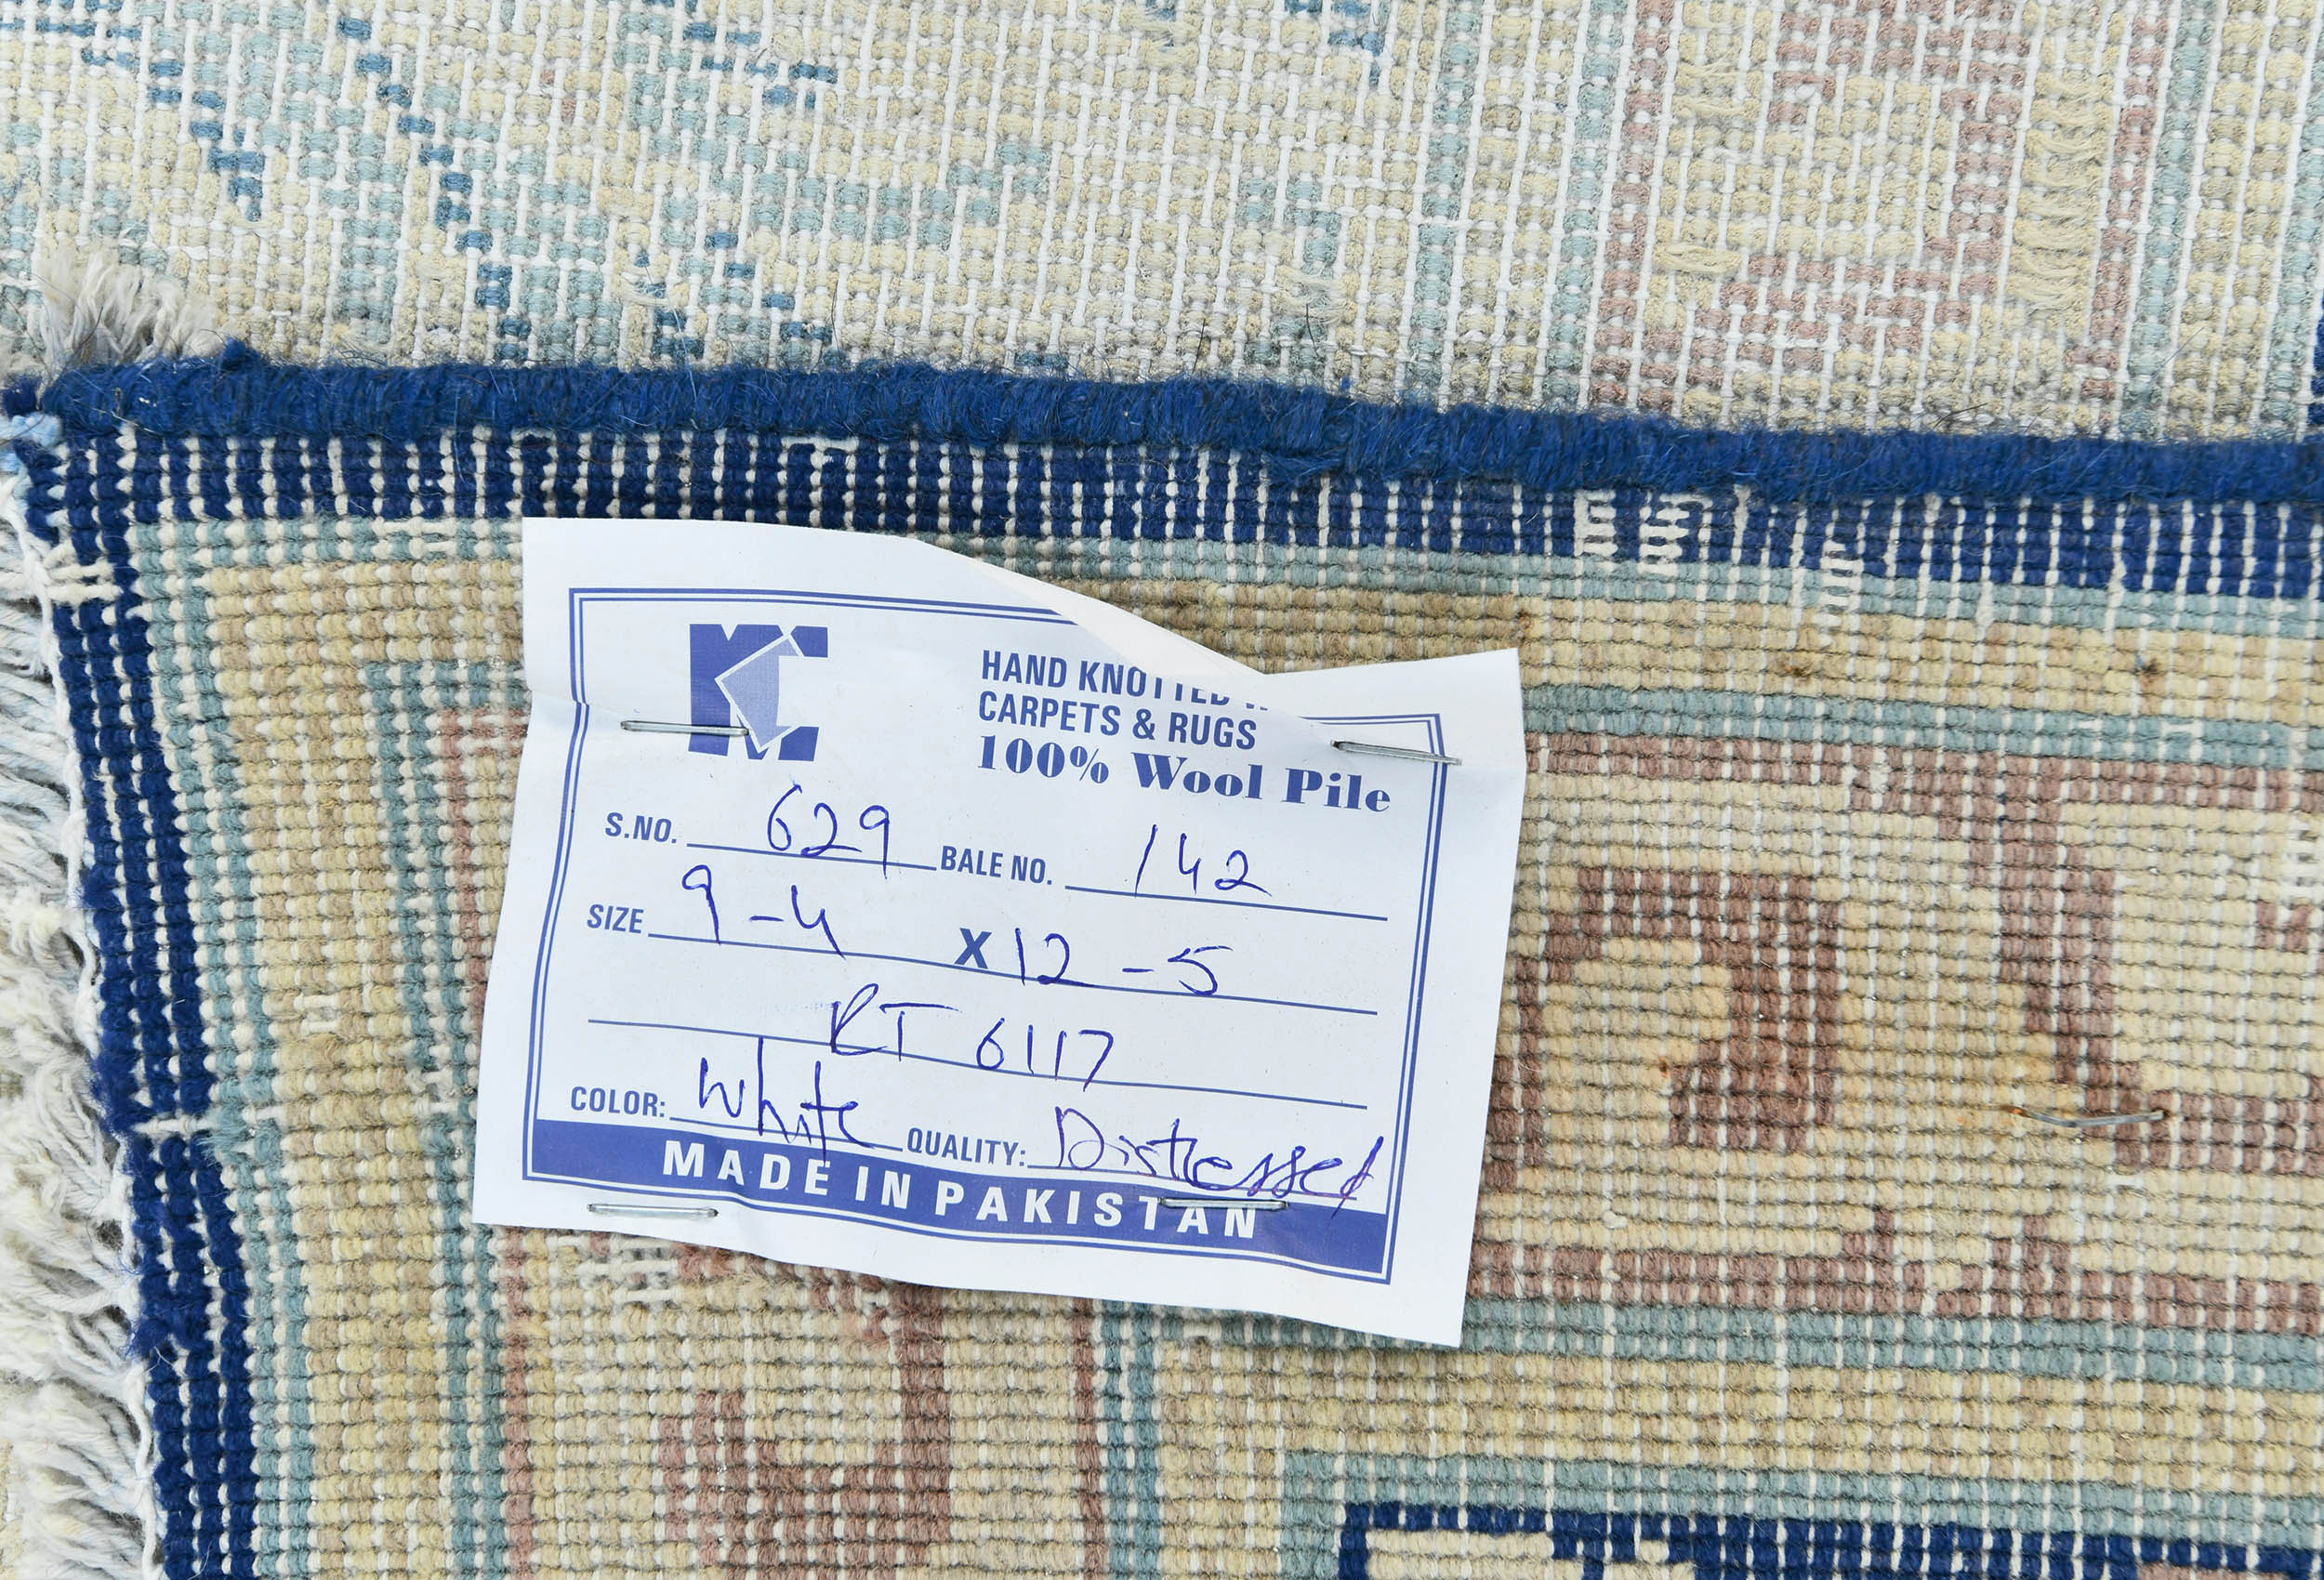 HAND KNOTTED
CARPETS & RUGS
100% Wool Pile
S.NO. 629 BALE NO. 142
SIZE 9-4 X 12-5
RT 6117
COLOR: White QUALITY: Distressed
MADE IN PAKISTAN